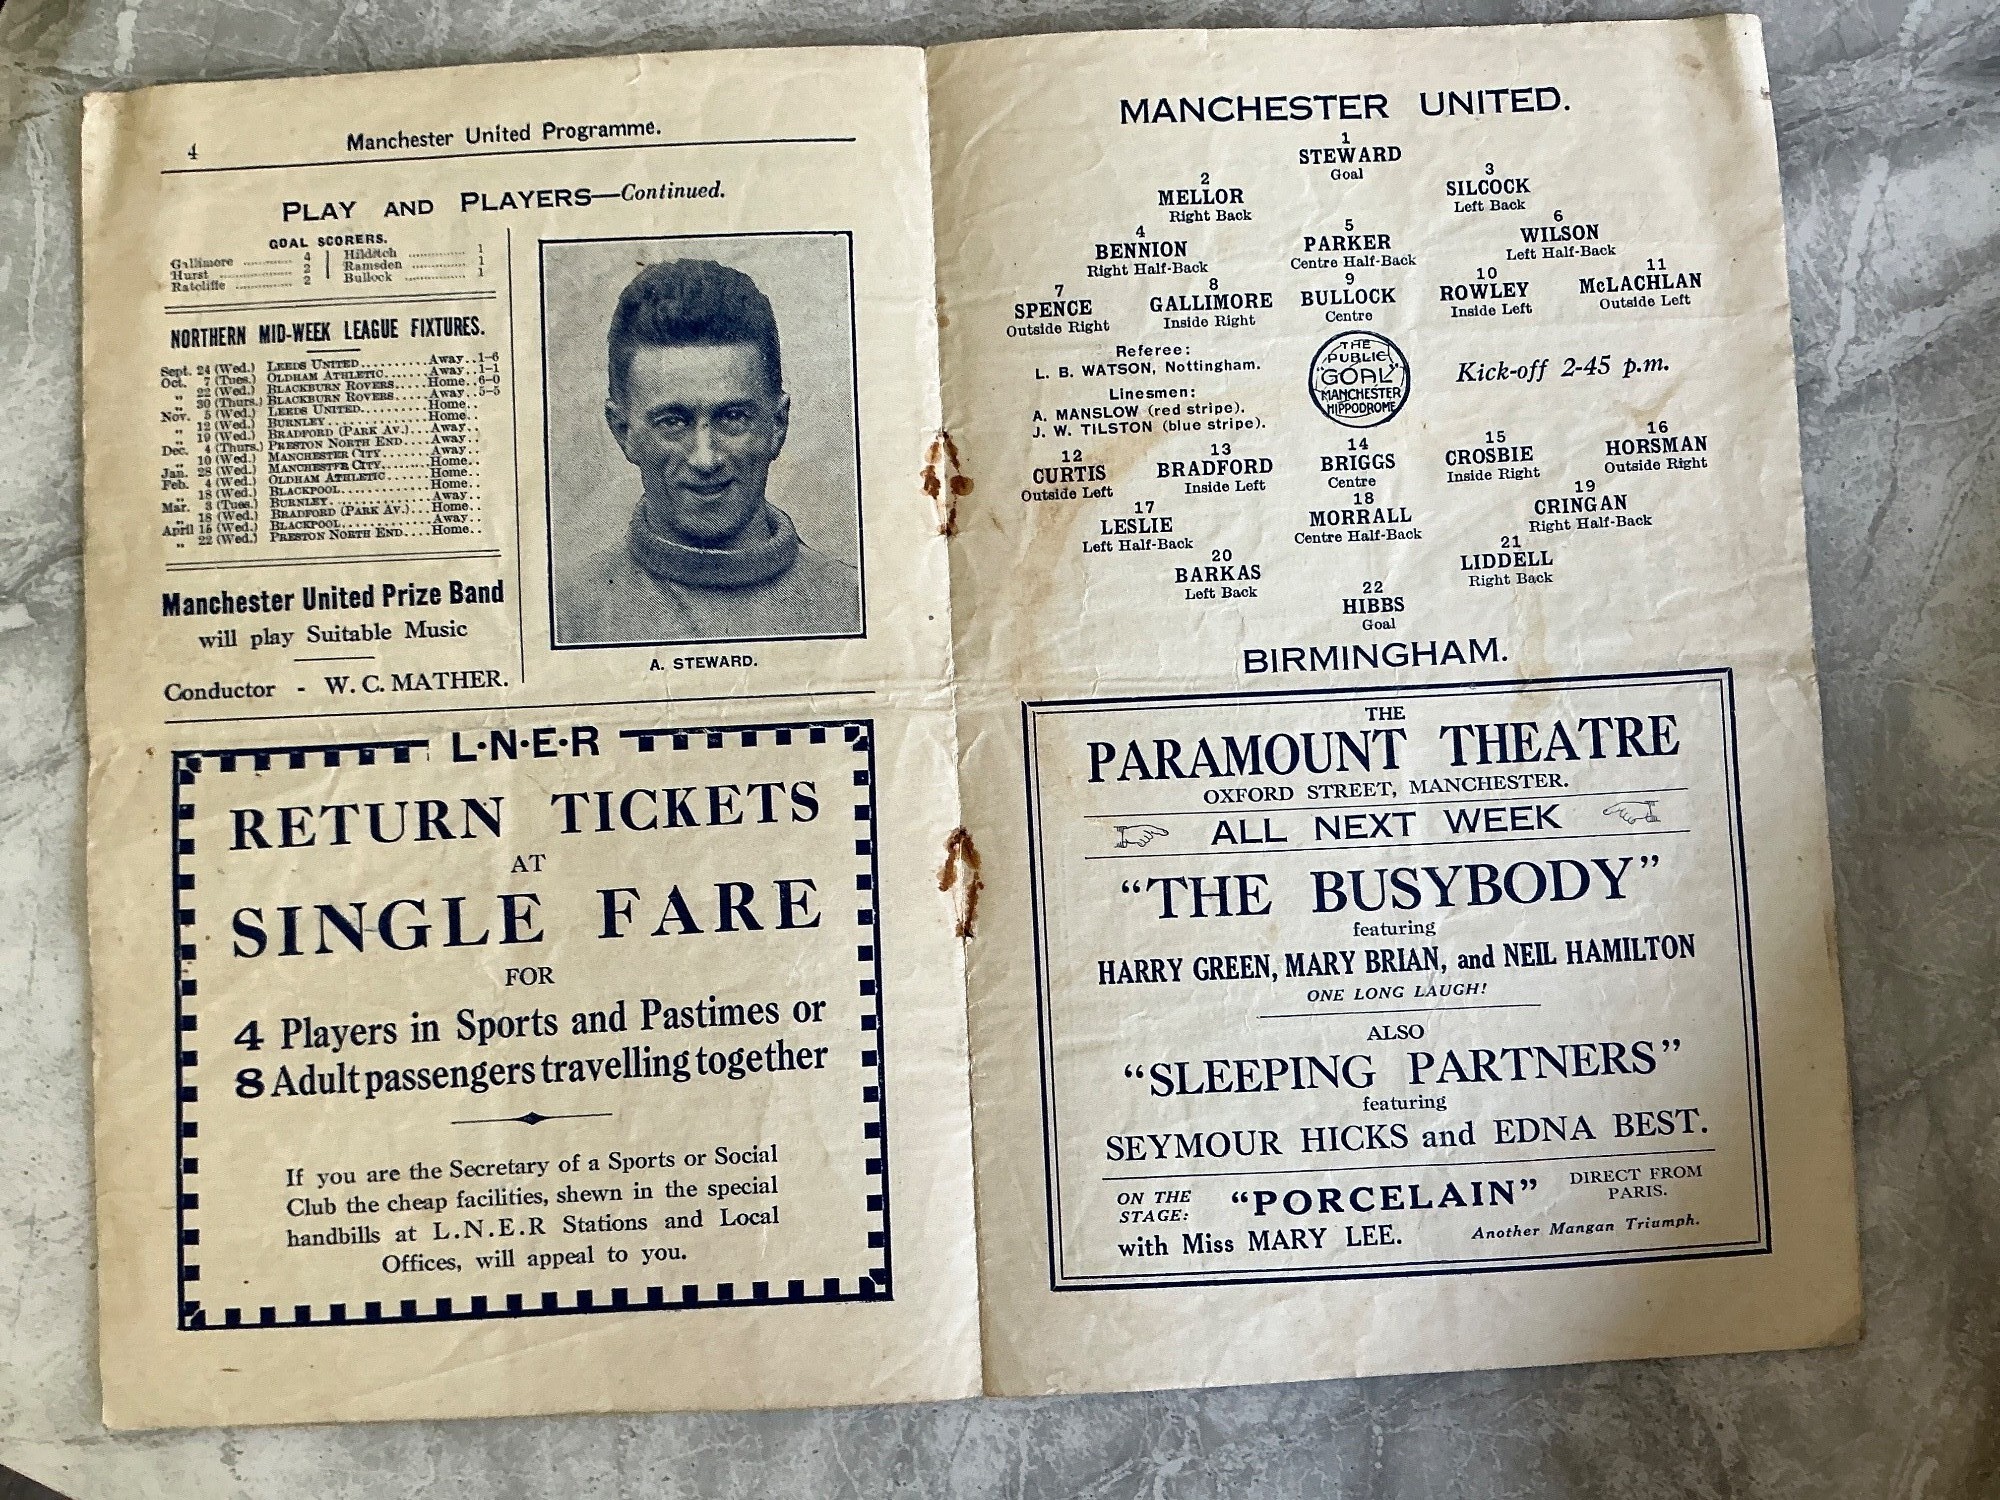 4
Manchester United Programme.
PLAY AND PLAYERS—Continued.
GOAL SCORERS.
Gallimore ............ 4
Hurst ............ 2
Ratcliffe ............ 2
Hilditch ............ 1
Ramsden ............ 1
Bullock ............ 1
NORTHERN MID-WEEK LEAGUE FIXTURES.
Sept. 24 (Wed.) LEEDS UNITED..........Away..1-6
Oct. 7 (Tues.) OLDHAM ATHLETIC.......Away..1-1
„ 22 (Wed.) BLACKBURN ROVERS.....Home..6-0
„ 30 (Thurs.) BLACKBURN ROVERS.....Away..5-5
Nov. 5 (Wed.) LEEDS UNITED..........Home..
„ 12 (Wed.) BURNLEY...............Home..
„ 19 (Wed.) BRADFORD (PARK AV.)...Away..
Dec. 4 (Thurs.) PRESTON NORTH END....Away..
„ 10 (Wed.) MANCHESTER CITY.......Away..
Jan. 28 (Wed.) MANCHESTER CITY.......Home..
Feb. 4 (Wed.) OLDHAM ATHLETIC.......Home..
„ 18 (Wed.) BLACKPOOL.............Home..
Mar. 3 (Tues.) BURNLEY...............Away..
„ 18 (Wed.) BRADFORD (PARK AV.)...Home..
April 15 (Wed.) BLACKPOOL.............Away..
„ 22 (Wed.) PRESTON NORTH END....Home..
Manchester United Prize Band
will play Suitable Music
Conductor - W. C. MATHER.
A. STEWARD.
L·N·E·R
RETURN TICKETS
AT
SINGLE FARE
FOR
4 Players in Sports and Pastimes or
8 Adult passengers travelling together
If you are the Secretary of a Sports or Social
Club the cheap facilities, shewn in the special
handbills at L.N.E.R Stations and Local
Offices, will appeal to you.
MANCHESTER UNITED.
1
STEWARD
Goal
2 3
MELLOR SILCOCK
Right Back Left Back
4 5 6
BENNION PARKER WILSON
Right Half-Back Centre Half-Back Left Half-Back
7 8 9 10 11
SPENCE GALLIMORE BULLOCK ROWLEY McLACHLAN
Outside Right Inside Right Centre Inside Left Outside Left
Referee:
L. B. WATSON, Nottingham.
Linesmen:
A. MANSLOW (red stripe).
J. W. TILSTON (blue stripe).
THE
PUBLIC
"GOAL"
MANCHESTER
HIPPODROME
Kick-off 2-45 p.m.
12 13 14 15 16
CURTIS BRADFORD BRIGGS CROSBIE HORSMAN
Outside Left Inside Left Centre Inside Right Outside Right
17 18 19
LESLIE MORRALL CRINGAN
Left Half-Back Centre Half-Back Right Half-Back
20 21
BARKAS LIDDELL
Left Back Right Back
22
HIBBS
Goal
BIRMINGHAM.
THE
PARAMOUNT THEATRE
OXFORD STREET, MANCHESTER.
ALL NEXT WEEK
"THE BUSYBODY"
featuring
HARRY GREEN, MARY BRIAN, and NEIL HAMILTON
ONE LONG LAUGH!
ALSO
"SLEEPING PARTNERS"
featuring
SEYMOUR HICKS and EDNA BEST.
ON THE STAGE: "PORCELAIN" DIRECT FROM PARIS.
with Miss MARY LEE. Another Mangan Triumph.